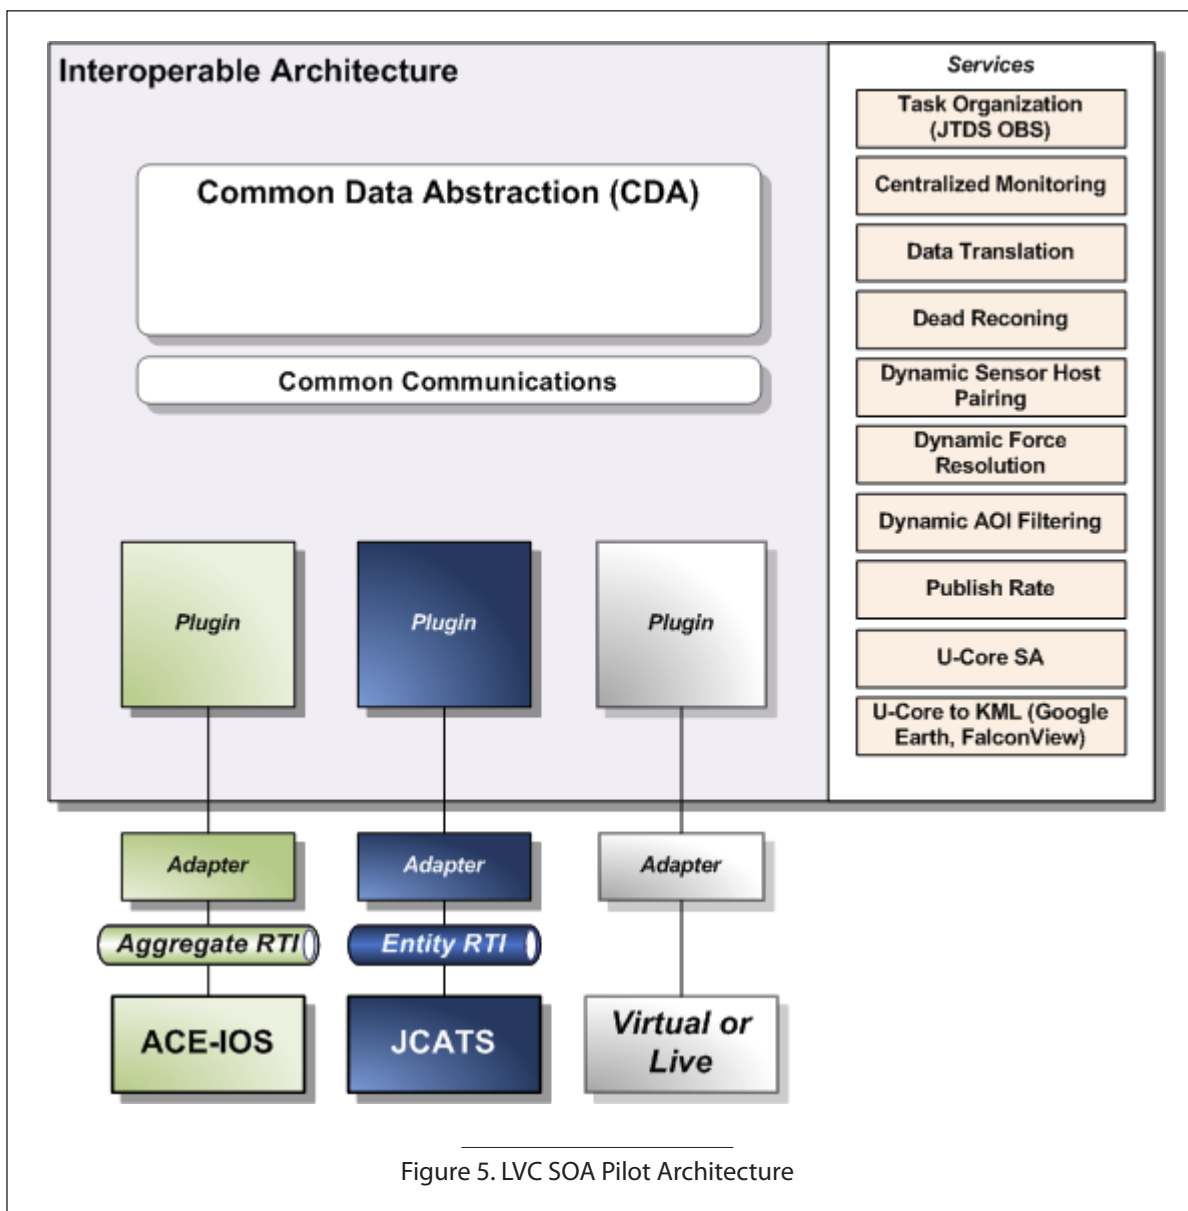 Interoperable Architecture
Common Data Abstraction (CDA)
Common Communications
Plugin
Plugin
Plugin
Services
Task Organization
(JTDS OBS)
Centralized Monitoring
Data Translation
Dead Reconing
Dynamic Sensor Host
Pairing
Dynamic Force
Resolution
Dynamic AOI Filtering
Publish Rate
U-Core SA
U-Core to KML (Google
Earth, FalconView)
Adapter
Adapter
Adapter
Aggregate RTI
Entity RTI
ACE-IOS
JCATS
Virtual or
Live
Figure 5. LVC SOA Pilot Architecture